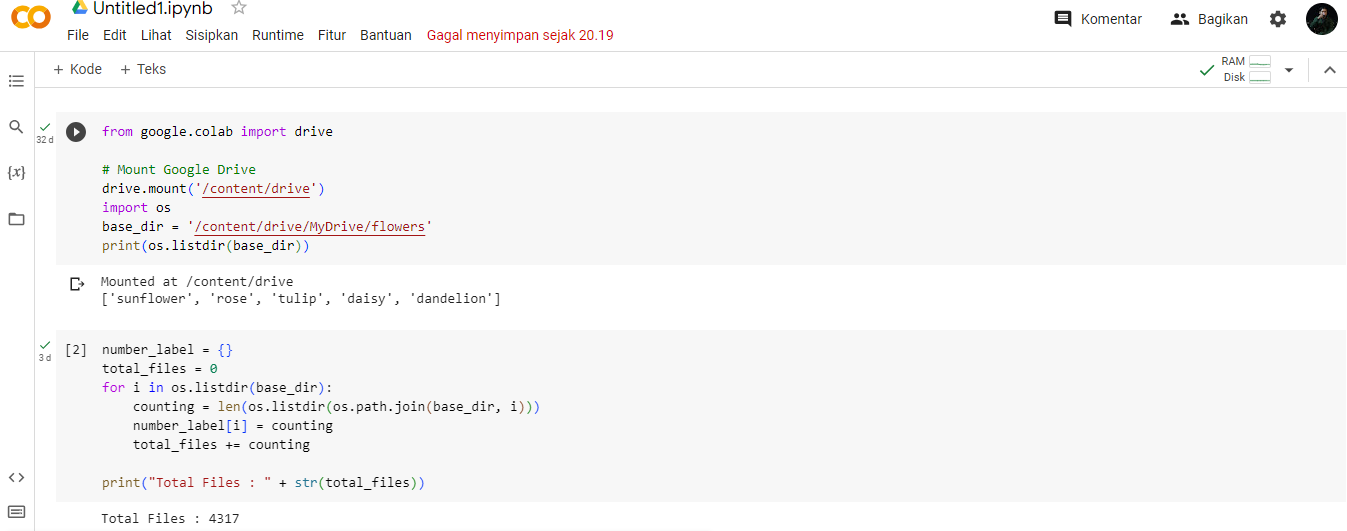 Untitled1.ipynb
File Edit Lihat Sisipkan Runtime Fitur Bantuan Gagal menyimpan sejak 20.19
Komentar Bagikan
+ Kode + Teks
RAM
Disk
{x}
32 d
from google.colab import drive
# Mount Google Drive
drive.mount('/content/drive')
import os
base_dir = '/content/drive/MyDrive/flowers'
print(os.listdir(base_dir))
Mounted at /content/drive
['sunflower', 'rose', 'tulip', 'daisy', 'dandelion']
3 d
[2] number_label = {}
total_files = 0
for i in os.listdir(base_dir):
    counting = len(os.listdir(os.path.join(base_dir, i)))
    number_label[i] = counting
    total_files += counting
print("Total Files : " + str(total_files))
Total Files : 4317